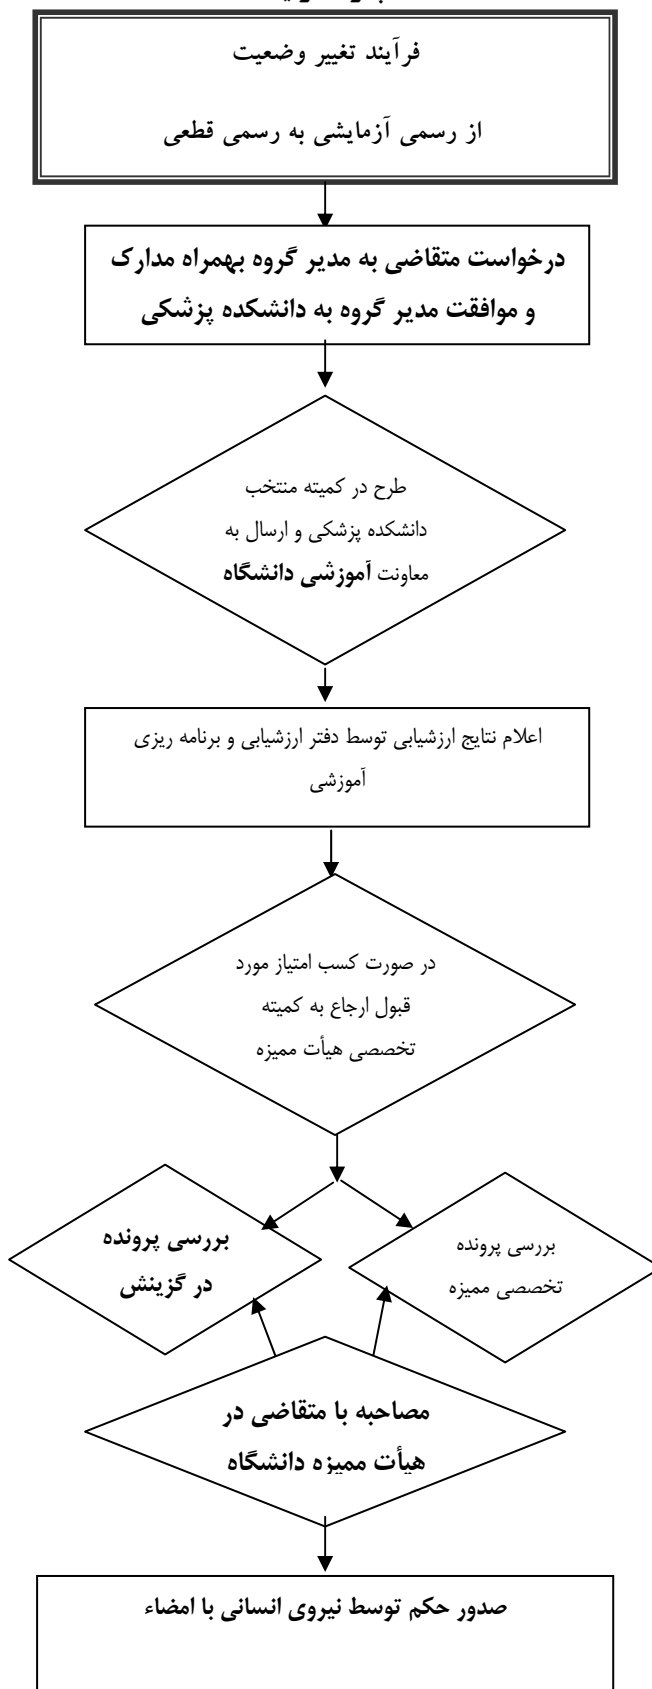 فرآیند تغییر وضعیت
از رسمی آزمایشی به رسمی قطعی
درخواست متقاضی به مدیر گروه بهمراه مدارک
و موافقت مدیر گروه به دانشکده پزشکی
طرح در کمیته منتخب
دانشکده پزشکی و ارسال به
معاونت آموزشی دانشگاه
اعلام نتایج ارزشیابی توسط دفتر ارزشیابی و برنامه ریزی
آموزشی
در صورت کسب امتیاز مورد
قبول ارجاع به کمیته
تخصصی هیأت ممیزه
بررسی پرونده
تخصصی ممیزه
بررسی پرونده
در گزینش
مصاحبه با متقاضی در
هیأت ممیزه دانشگاه
صدور حکم توسط نیروی انسانی با امضاء